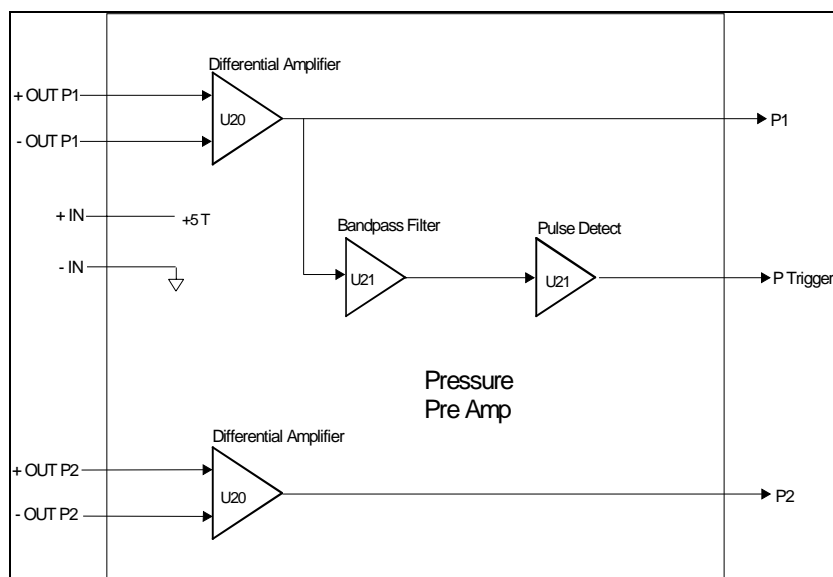 Differential Amplifier
+ OUT P1
U20
P1
- OUT P1
+ IN
+5 T
Bandpass Filter
Pulse Detect
- IN
U21
U21
P Trigger
Pressure
Pre Amp
Differential Amplifier
+ OUT P2
U20
P2
- OUT P2